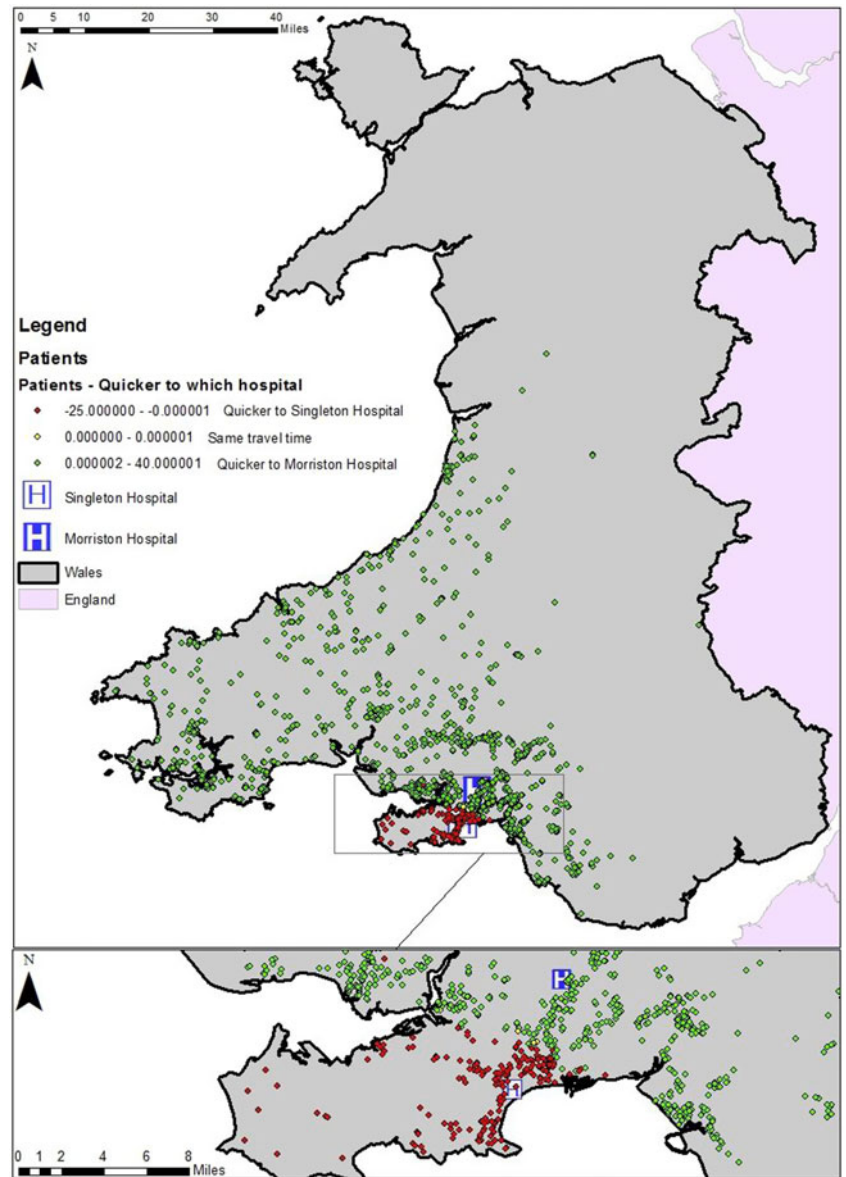 0 5 10 20 30 40
Miles
N
Legend
Patients
Patients - Quicker to which hospital
-25.000000 - -0.000001 Quicker to Singleton Hospital
0.000000 - 0.000001 Same travel time
0.000002 - 40.000001 Quicker to Morriston Hospital
H Singleton Hospital
H Morriston Hospital
Wales
England
H
H
N
H
H
0 1 2 4 6 8
Miles